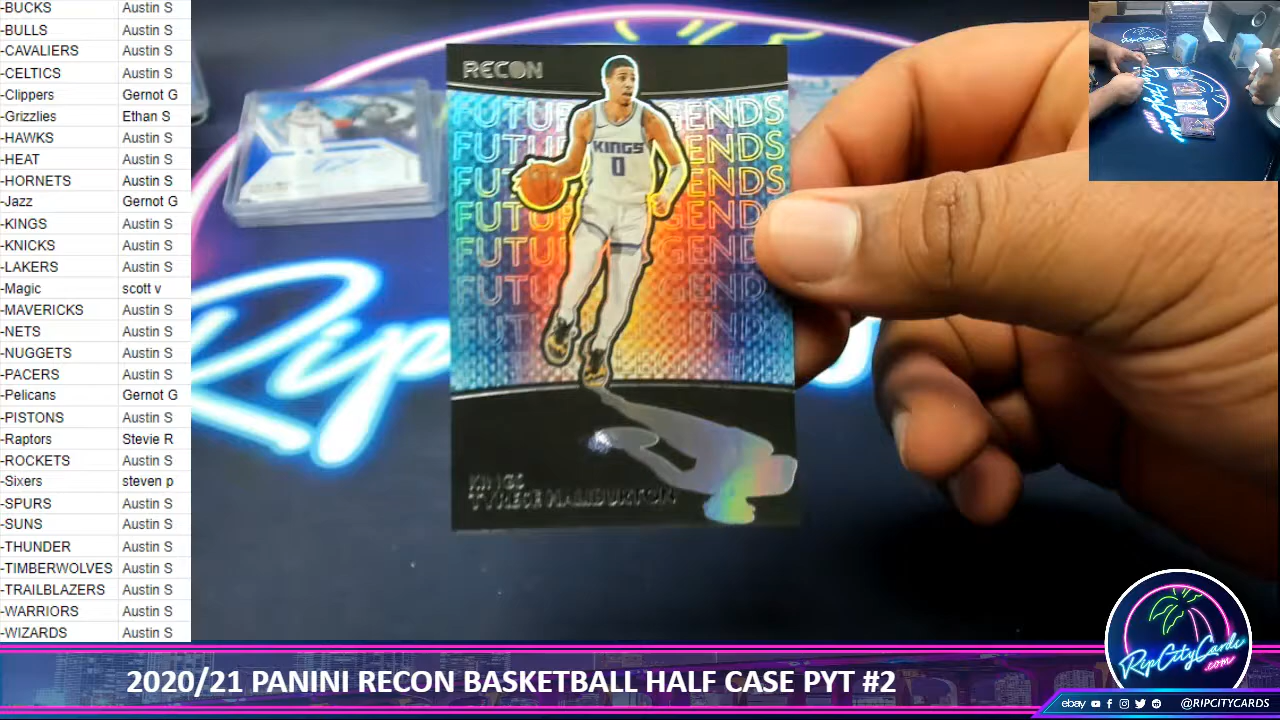 -BUCKS Austin S
-BULLS Austin S
-CAVALIERS Austin S
-CELTICS Austin S
-Clippers Gernot G
-Grizzlies Ethan S
-HAWKS Austin S
-HEAT Austin S
-HORNETS Austin S
-Jazz Gernot G
-KINGS Austin S
-KNICKS Austin S
-LAKERS Austin S
-Magic scott v
-MAVERICKS Austin S
-NETS Austin S
-NUGGETS Austin S
-PACERS Austin S
-Pelicans Gernot G
-PISTONS Austin S
-Raptors Stevie R
-ROCKETS Austin S
-Sixers steven p
-SPURS Austin S
-SUNS Austin S
-THUNDER Austin S
-TIMBERWOLVES Austin S
-TRAILBLAZERS Austin S
-WARRIORS Austin S
-WIZARDS Austin S
RECON
KINGS
0
KINGS
TYRESE HALIBURTON
Rip
RipCityCards
.com
2020/21 PANINI RECON BASKETBALL HALF CASE PYT #2
ebay @RIPCITYCARDS